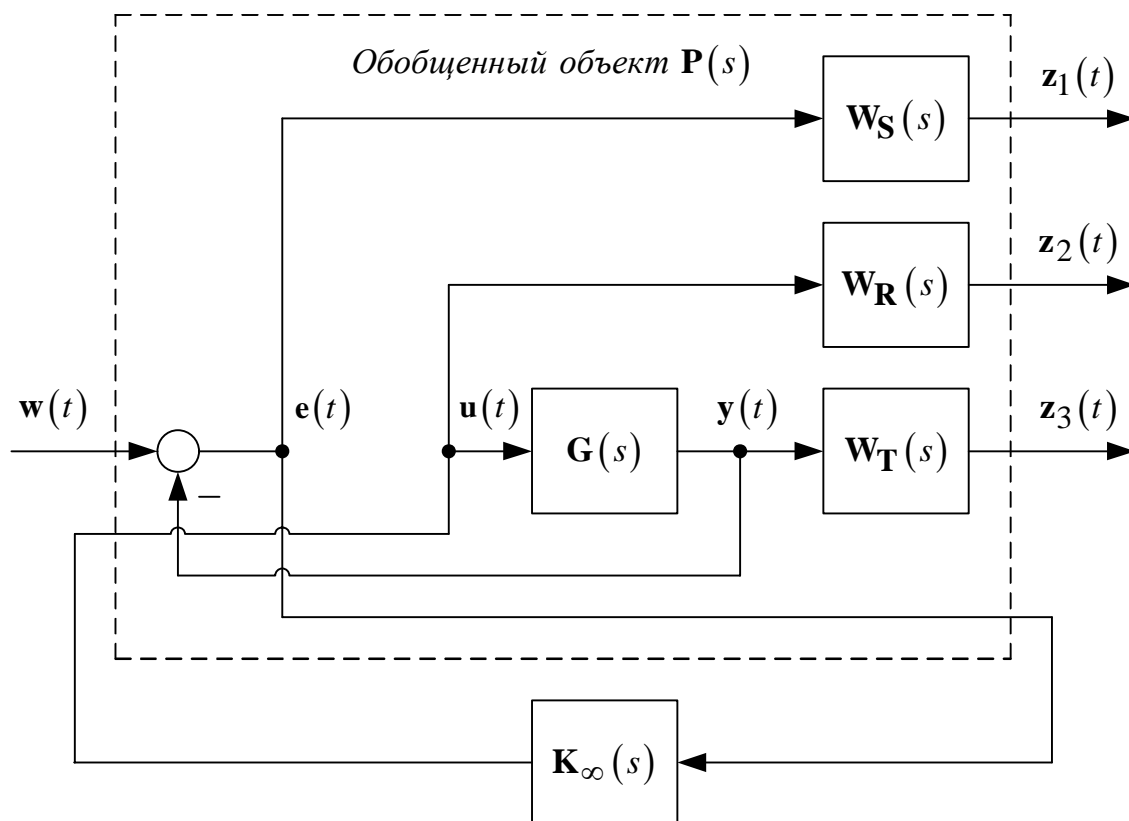 Обобщенный объект P(s)
W_S(s)
z_1(t)
W_R(s)
z_2(t)
w(t)
e(t)
u(t)
G(s)
y(t)
W_T(s)
z_3(t)
–
K_∞(s)